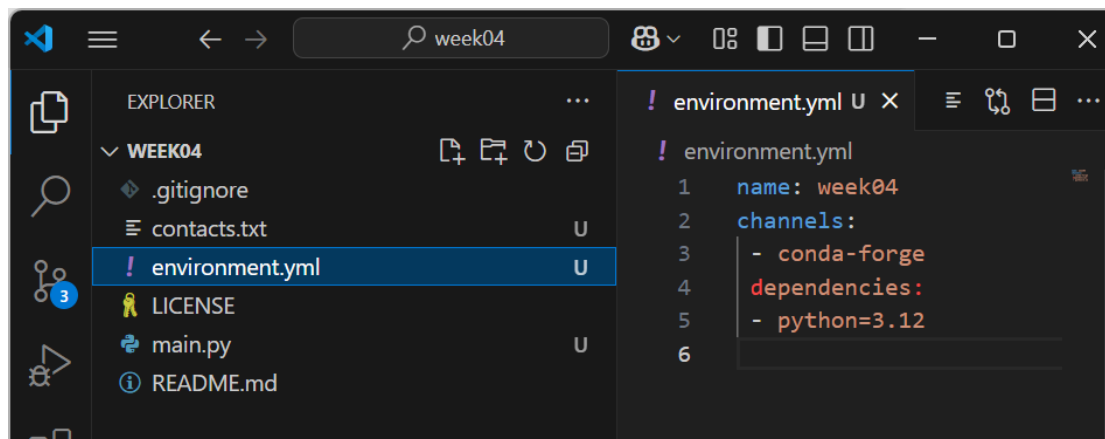 week04
EXPLORER
WEEK04
.gitignore
contacts.txt U
environment.yml U
LICENSE
main.py U
README.md
3
environment.yml U
environment.yml
1 name: week04
2 channels:
3  - conda-forge
4  dependencies:
5  - python=3.12
6